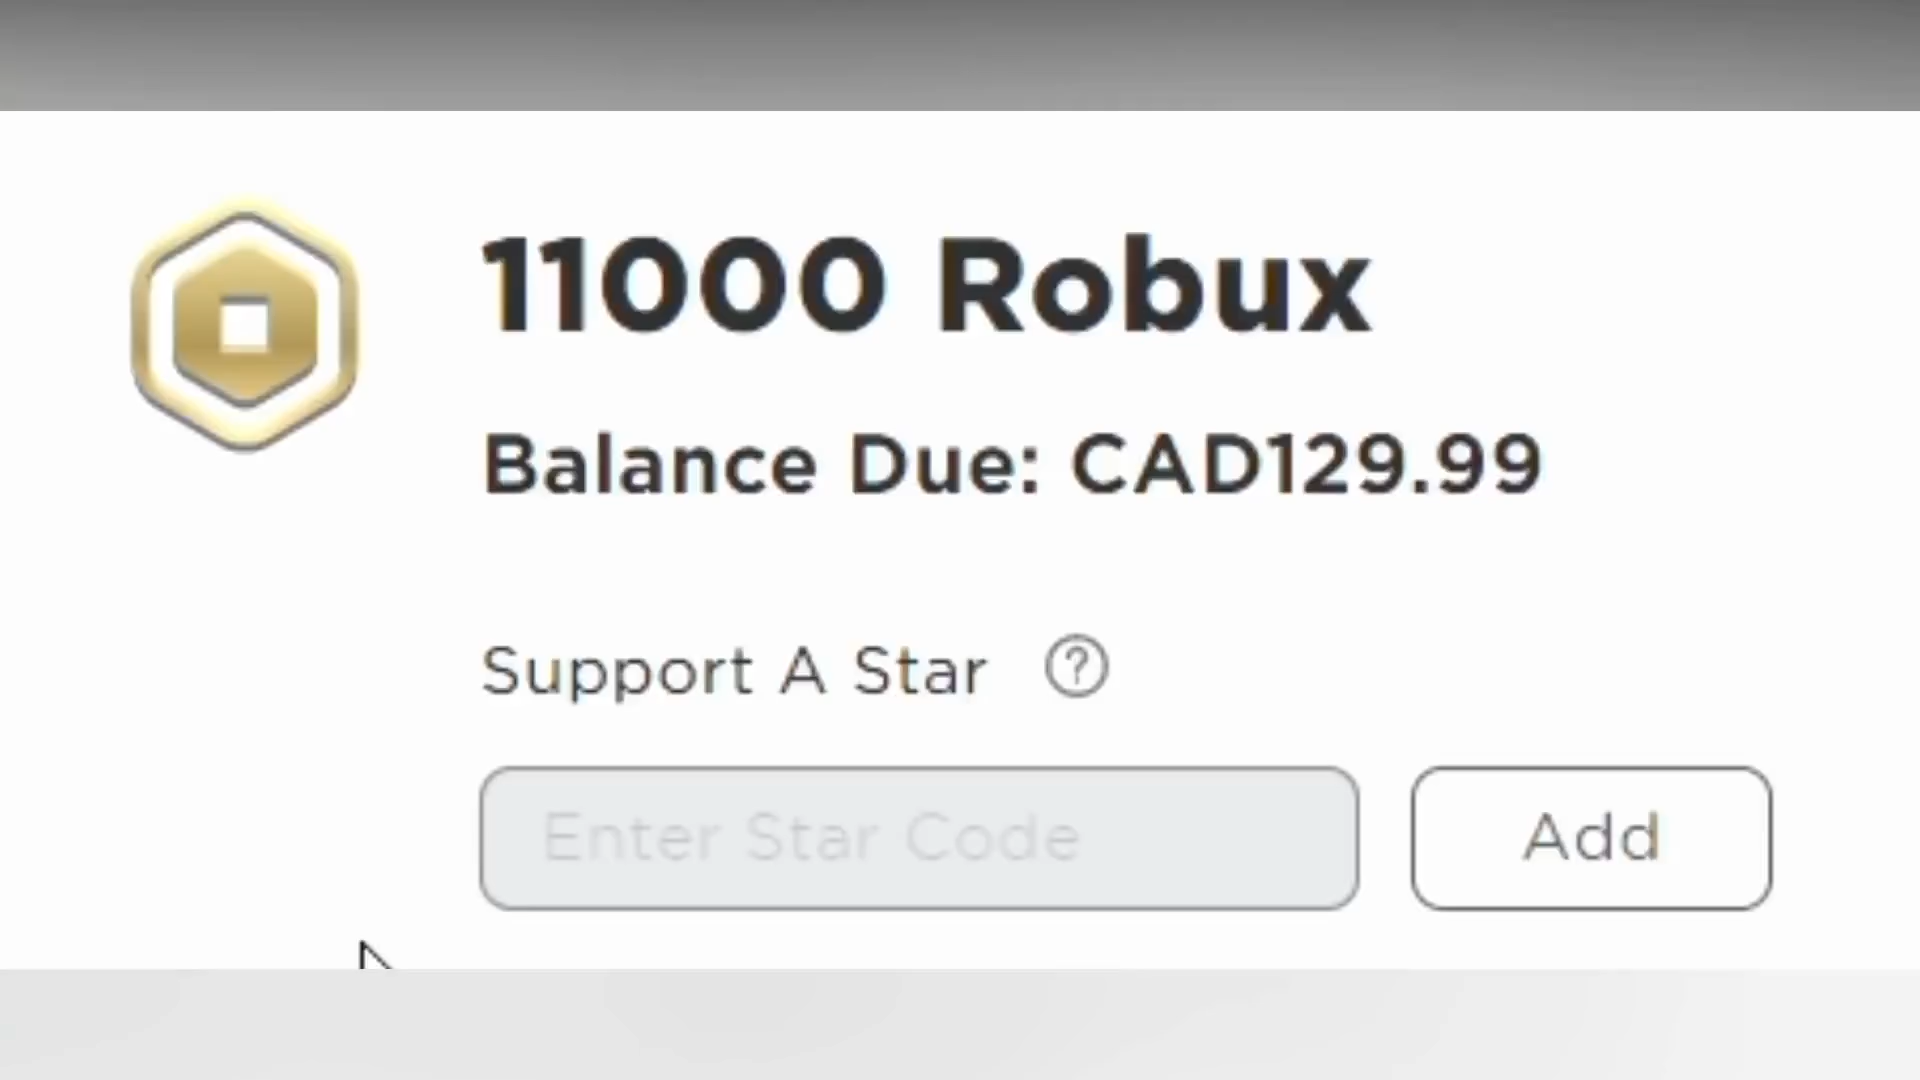 11000 Robux
Balance Due: CAD129.99
Support A Star ?
Enter Star Code
Add